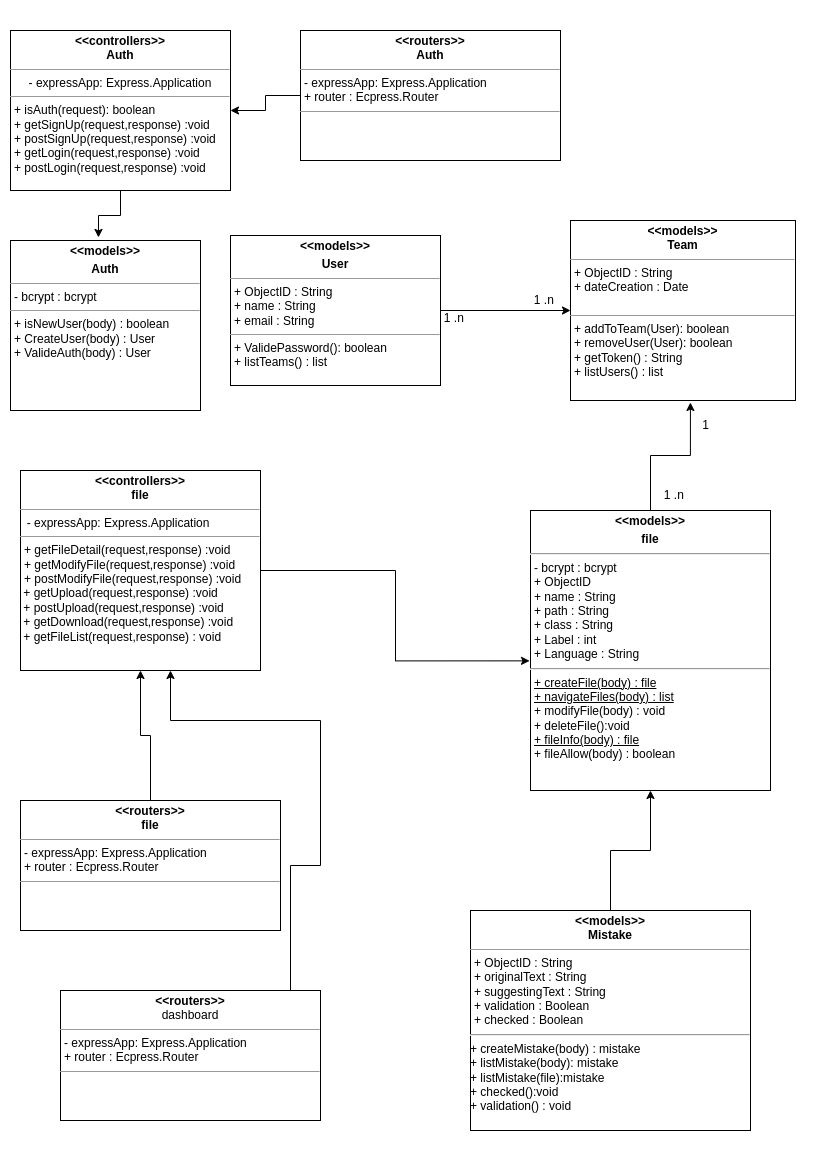 <<controllers>>
Auth
- expressApp: Express.Application
+ isAuth(request): boolean
+ getSignUp(request,response) :void
+ postSignUp(request,response) :void
+ getLogin(request,response) :void
+ postLogin(request,response) :void
<<routers>>
Auth
- expressApp: Express.Application
+ router : Ecpress.Router
<<models>>
Auth
- bcrypt : bcrypt
+ isNewUser(body) : boolean
+ CreateUser(body) : User
+ ValideAuth(body) : User
<<models>>
User
+ ObjectID : String
+ name : String
+ email : String
+ ValidePassword(): boolean
+ listTeams() : list
1 .n
1 .n
<<models>>
Team
+ ObjectID : String
+ dateCreation : Date
+ addToTeam(User): boolean
+ removeUser(User): boolean
+ getToken() : String
+ listUsers() : list
1
1 .n
<<controllers>>
file
- expressApp: Express.Application
+ getFileDetail(request,response) :void
+ getModifyFile(request,response) :void
+ postModifyFile(request,response) :void
+ getUpload(request,response) :void
+ postUpload(request,response) :void
+ getDownload(request,response) :void
+ getFileList(request,response) : void
<<models>>
file
- bcrypt : bcrypt
+ ObjectID
+ name : String
+ path : String
+ class : String
+ Label : int
+ Language : String
+ createFile(body) : file
+ navigateFiles(body) : list
+ modifyFile(body) : void
+ deleteFile():void
+ fileInfo(body) : file
+ fileAllow(body) : boolean
<<routers>>
file
- expressApp: Express.Application
+ router : Ecpress.Router
<<routers>>
dashboard
- expressApp: Express.Application
+ router : Ecpress.Router
<<models>>
Mistake
+ ObjectID : String
+ originalText : String
+ suggestingText : String
+ validation : Boolean
+ checked : Boolean
+ createMistake(body) : mistake
+ listMistake(body): mistake
+ listMistake(file):mistake
+ checked():void
+ validation() : void